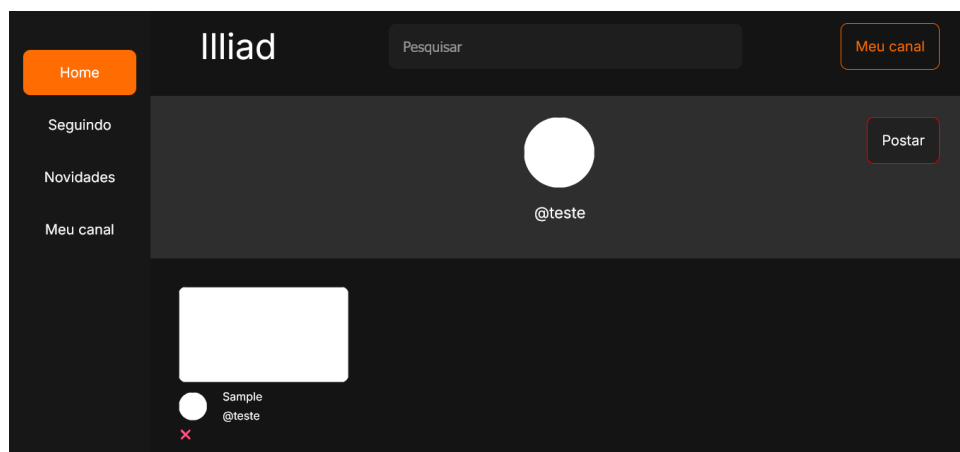 Illiad
Pesquisar
Meu canal
Home
Seguindo
Novidades
Meu canal
Postar
@teste
Sample
@teste